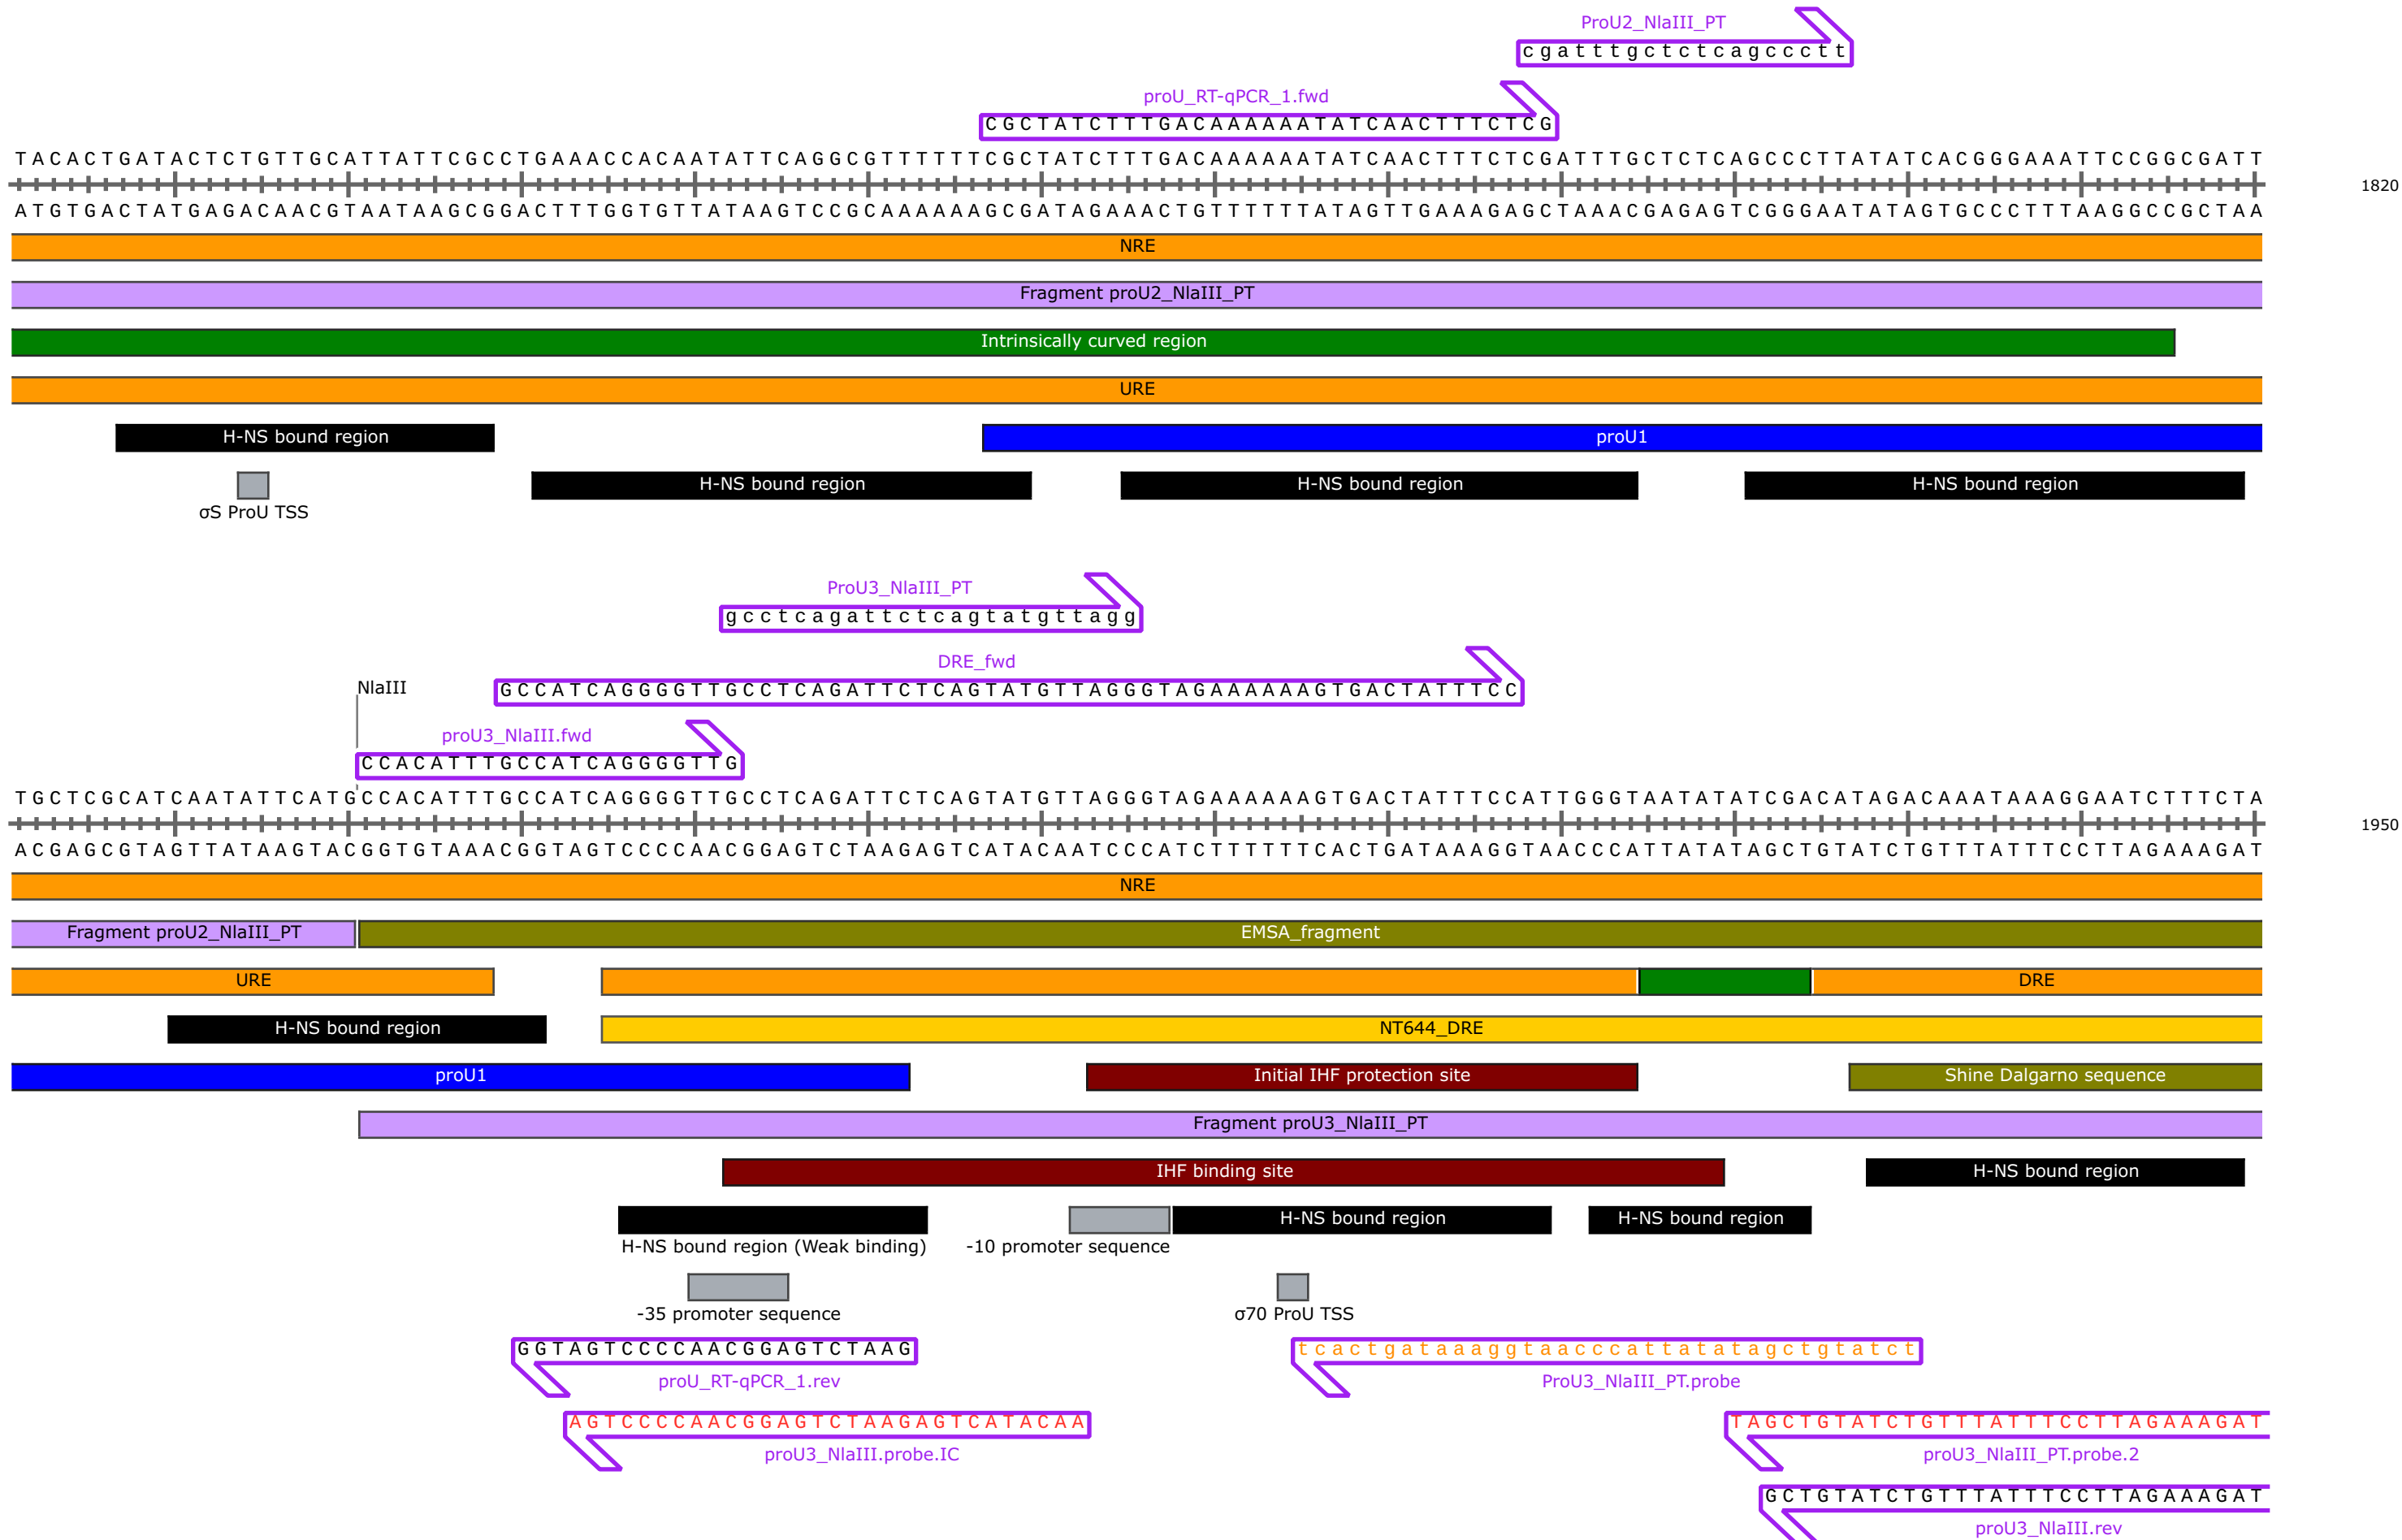 ProU2_NlaIII_PT
cgatttgctctcagccctt
proU_RT-qPCR_1.fwd
CGCTATCTTTGACAAAAAATATCAACTTTCTCG
TACACTGATACTCTGTTGCATTATTCGCCTGAAACCACAATATTCAGGCGTTTTTTCGCTATCTTTGACAAAAAATATCAACTTTCTCGATTTGCTCTCAGCCCTTATATCACGGGAAATTCCGGCGATT
1820
ATGTGACTATGAGACAACGTAATAAGCGGACTTTGGTGTTATAAGTCCGCAAAAAAGCGATAGAAACTGTTTTTTATAGTTGAAAGAGCTAAACGAGAGTCGGGAATATAGTGCCCTTTAAGGCCGCTAA
NRE
Fragment proU2_NlaIII_PT
Intrinsically curved region
URE
H-NS bound region
proU1
H-NS bound region
H-NS bound region
H-NS bound region
σS ProU TSS
ProU3_NlaIII_PT
gcctcagattctcagtatgttagg
DRE_fwd
NlaIII
GCCATCAGGGGTTGCCTCAGATTCTCAGTATGTTAGGGTAGAAAAAAGTGACTATTTCC
proU3_NlaIII.fwd
CCACATTTGCCATCAGGGGTTG
TGCTCGCATCAATATTCATGCCACATTTGCCATCAGGGGTTGCCTCAGATTCTCAGTATGTTAGGGTAGAAAAAAGTGACTATTTCCATTGGGTAATATATCGACATAGACAAATAAAGGAATCTTTCTA
1950
ACGAGCGTAGTTATAAGTACGGTGTAAACGGTAGTCCCCAACGGAGTCTAAGAGTCATACAATCCCATCTTTTTTCACTGATAAAGGTAACCCATTATATAGCTGTATCTGTTTATTTCCTTAGAAAGAT
NRE
Fragment proU2_NlaIII_PT
EMSA_fragment
URE
DRE
H-NS bound region
NT644_DRE
proU1
Initial IHF protection site
Shine Dalgarno sequence
Fragment proU3_NlaIII_PT
IHF binding site
H-NS bound region
H-NS bound region
H-NS bound region
H-NS bound region (Weak binding)
-10 promoter sequence
-35 promoter sequence
σ70 ProU TSS
GGTAGTCCCCAACGGAGTCTAAG
tcactgataaaggtaacccattatatagctgtatct
proU_RT-qPCR_1.rev
ProU3_NlaIII_PT.probe
AGTCCCCAACGGAGTCTAAGAGTCATACAA
TAGCTGTATCTGTTTATTTCCTTAGAAAGAT
proU3_NlaIII.probe.IC
proU3_NlaIII_PT.probe.2
GCTGTATCTGTTTATTTCCTTAGAAAGAT
proU3_NlaIII.rev